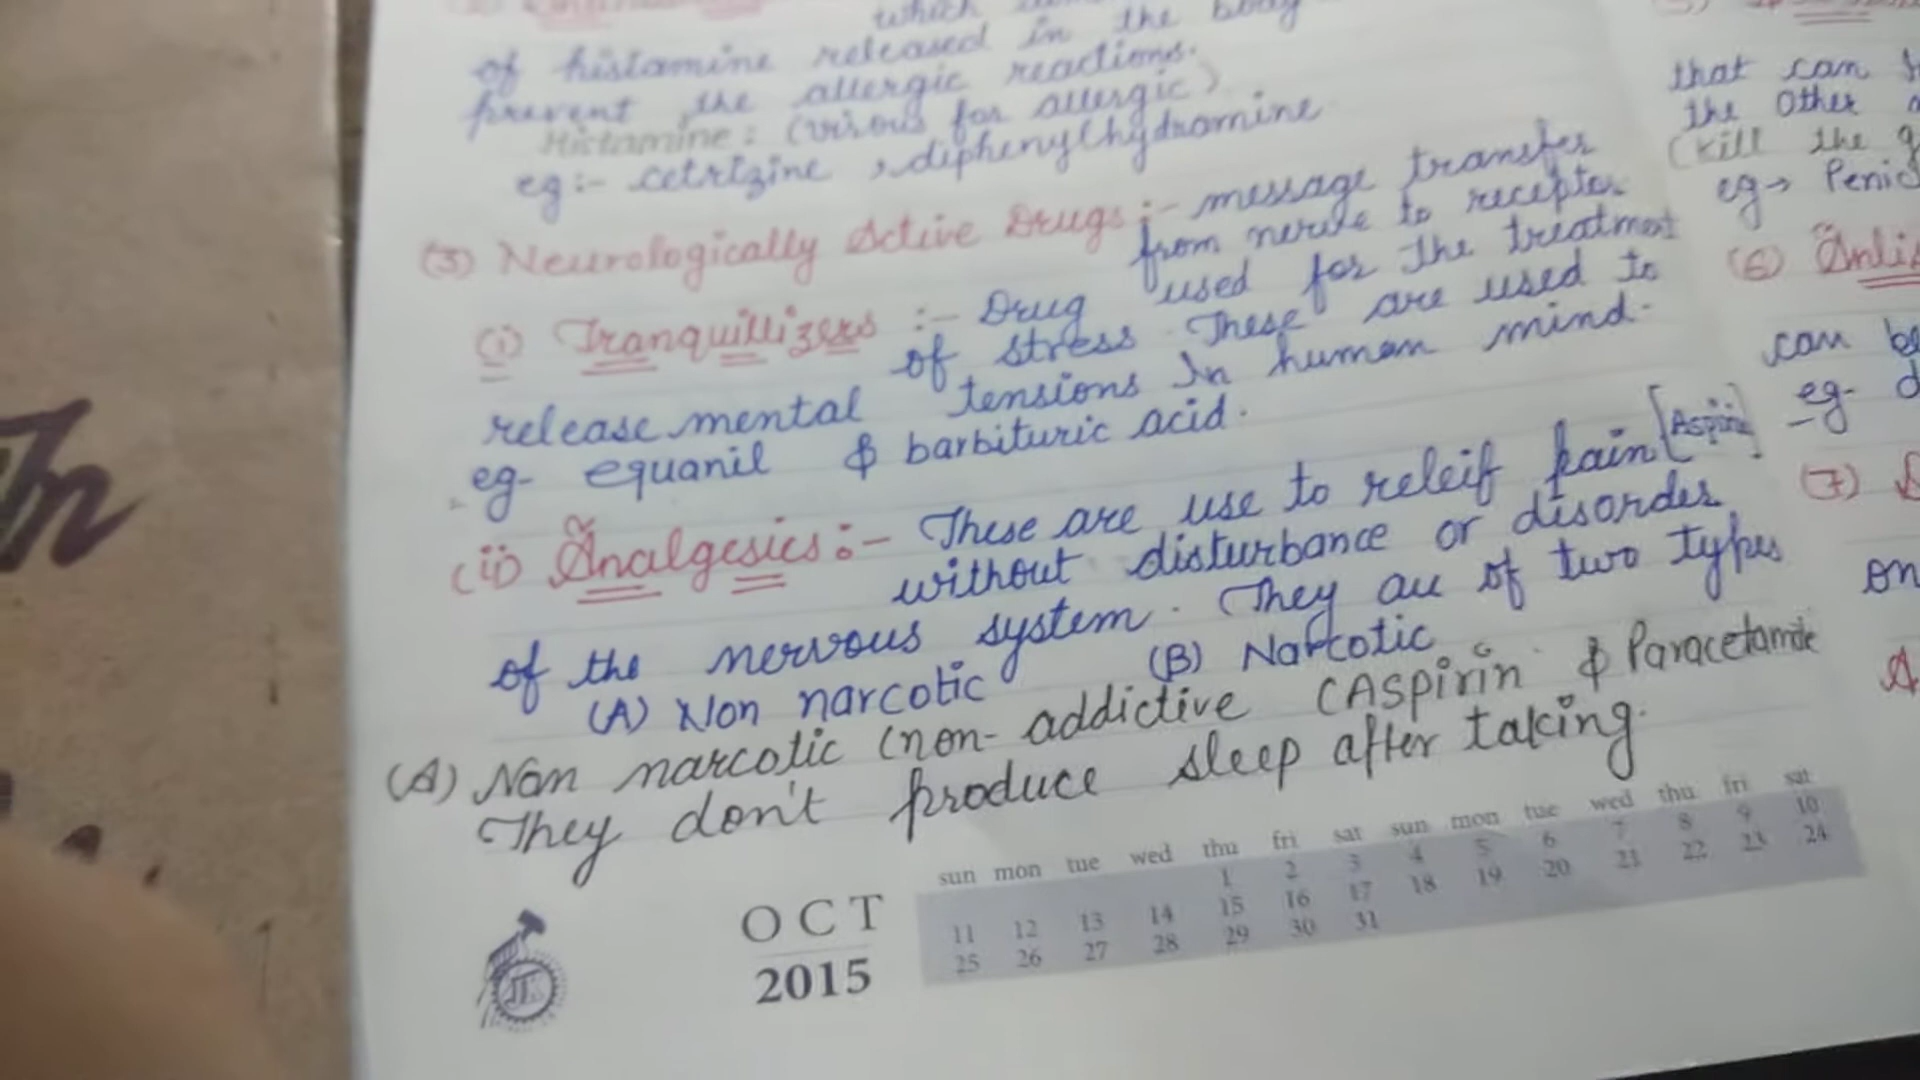 which
of histamine released in the body
prevent the allergic reactions.
Histamine: (virous for allergic)
eg:- cetrizine, diphenylhydramine
(3) Neurologically Active Drugs:- message transfer
from nerve to receptor
(i) Tranquillizers :- Drug used for the treatment
of stress. These are used to
release mental tensions In human mind.
eg- equanil & barbituric acid.
(ii) Analgesics:- These are use to releif pain [Aspirin]
without disturbance or disorder
of the nervous system. They are of two types
(A) Non narcotic (B) Narcotic
(A) Non narcotic (non-addictive (Aspirin & Paracetamole
They don't produce sleep after taking.
OCT
2015
sun mon tue wed thu fri sat sun mon tue wed thu fri sat
1 2 3 4 5 6 7 8 9 10
11 12 13 14 15 16 17 18 19 20 21 22 23 24
25 26 27 28 29 30 31
that can
the Other
(kill the
eg→
(6)
can
eg-
(7)
on
In